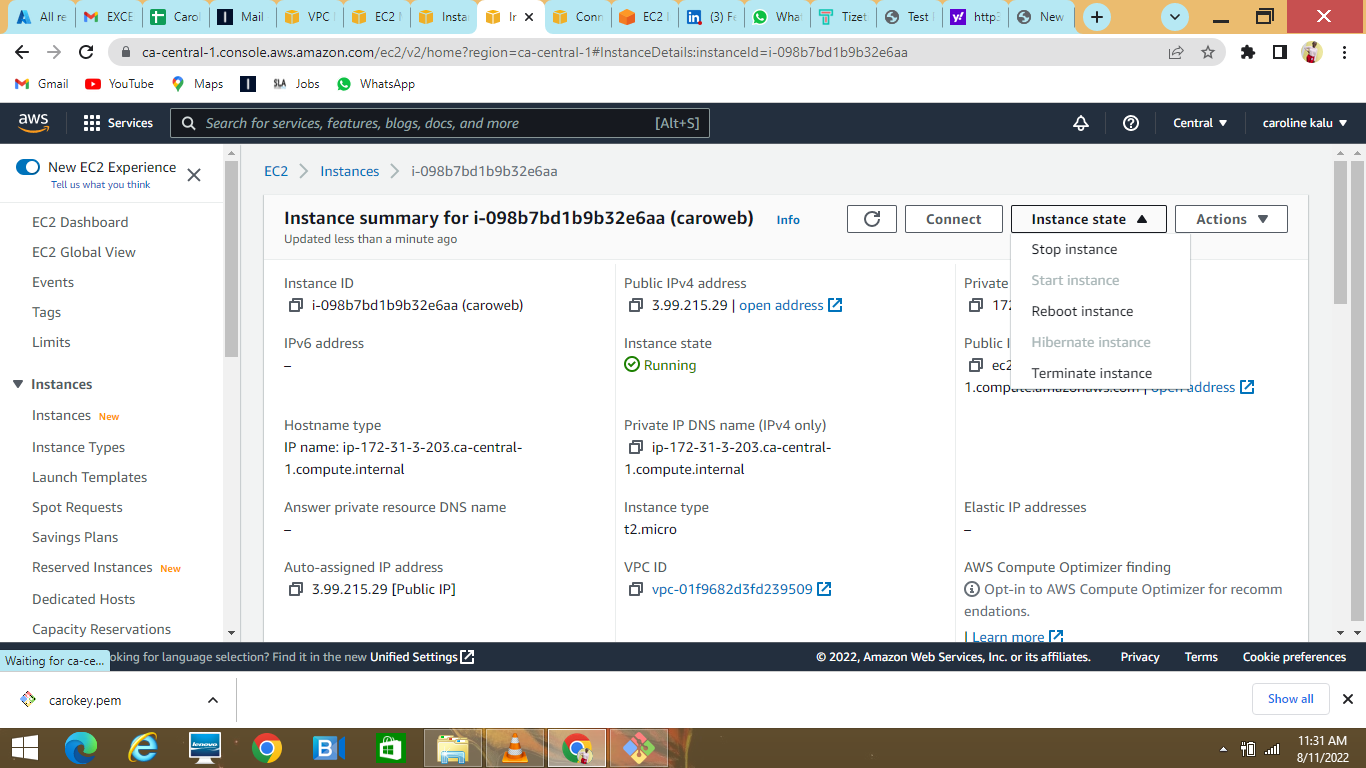 All re
EXCE
Carol
Mail
VPC
EC2 M
Instan
Ir
Conn
EC2
(3) Fe
What
Tizet
Test
http:
New
ca-central-1.console.aws.amazon.com/ec2/v2/home?region=ca-central-1#InstanceDetails:instanceId=i-098b7bd1b9b32e6aa
Gmail
YouTube
Maps
SLA Jobs
WhatsApp
aws
Services
Search for services, features, blogs, docs, and more
[Alt+S]
Central
caroline kalu
New EC2 Experience
Tell us what you think
EC2 Dashboard
EC2 Global View
Events
Tags
Limits
Instances
Instances New
Instance Types
Launch Templates
Spot Requests
Savings Plans
Reserved Instances New
Dedicated Hosts
Capacity Reservations
EC2
Instances
i-098b7bd1b9b32e6aa
Instance summary for i-098b7bd1b9b32e6aa (caroweb) Info
Updated less than a minute ago
Connect
Instance state
Actions
Stop instance
Start instance
Reboot instance
Hibernate instance
Terminate instance
Instance ID
i-098b7bd1b9b32e6aa (caroweb)
Public IPv4 address
3.99.215.29 | open address
Private
172
IPv6 address
–
Instance state
Running
Public I
ec2
1.compute.amazonaws.com | open address
Hostname type
IP name: ip-172-31-3-203.ca-central-
1.compute.internal
Private IP DNS name (IPv4 only)
ip-172-31-3-203.ca-central-
1.compute.internal
Answer private resource DNS name
–
Instance type
t2.micro
Elastic IP addresses
–
Auto-assigned IP address
3.99.215.29 [Public IP]
VPC ID
vpc-01f9682d3fd239509
AWS Compute Optimizer finding
Opt-in to AWS Compute Optimizer for recomm
endations.
| Learn more
Waiting for ca-ce...
oking for language selection? Find it in the new Unified Settings
© 2022, Amazon Web Services, Inc. or its affiliates.
Privacy
Terms
Cookie preferences
carokey.pem
Show all
lenovo
11:31 AM
8/11/2022